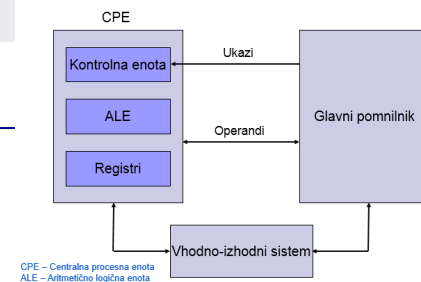 CPE
Kontrolna enota
ALE
Registri
Ukazi
Operandi
Glavni pomnilnik
Vhodno-izhodni sistem
CPE – Centralna procesna enota
ALE – Aritmetično logična enota